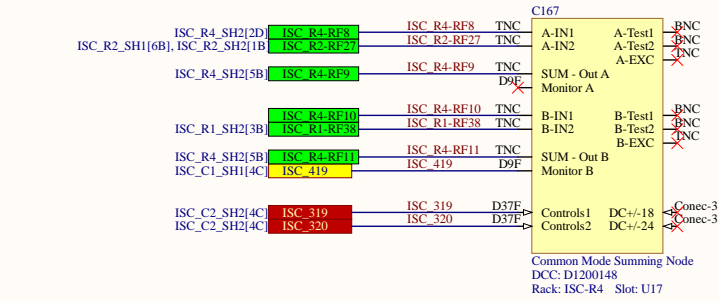 C167
ISC_R4_SH2[2D] ISC_R4-RF8 ISC_R4-RF8 TNC A-IN1 A-Test1 BNC
ISC_R2_SH1[6B], ISC_R2_SH2[1B] ISC_R2-RF27 ISC_R2-RF27 TNC A-IN2 A-Test2 BNC
A-EXC TNC
ISC_R4_SH2[5B] ISC_R4-RF9 ISC_R4-RF9 TNC SUM - Out A
D9F Monitor A
ISC_R4-RF10 ISC_R4-RF10 TNC B-IN1 B-Test1 BNC
ISC_R1_SH2[3B] ISC_R1-RF38 ISC_R1-RF38 TNC B-IN2 B-Test2 BNC
B-EXC TNC
ISC_R4_SH2[5B] ISC_R4-RF11 ISC_R4-RF11 TNC SUM - Out B
ISC_C1_SH1[4C] ISC_419 ISC_419 D9F Monitor B
ISC_C2_SH2[4C] ISC_319 ISC_319 D37F Controls1 DC+/-18 Conec-3
ISC_C2_SH2[4C] ISC_320 ISC_320 D37F Controls2 DC+/-24 Conec-3
Common Mode Summing Node
DCC: D1200148
Rack: ISC-R4 Slot: U17